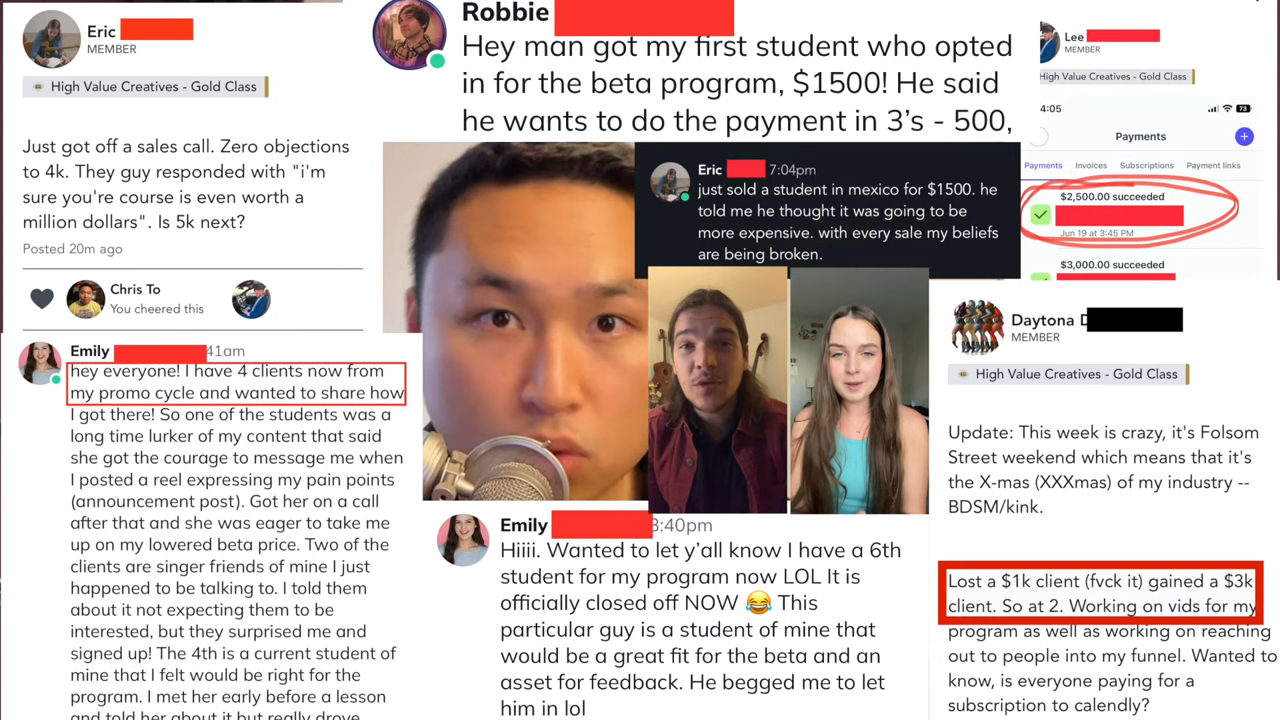 Eric
MEMBER
High Value Creatives - Gold Class
Just got off a sales call. Zero objections
to 4k. They guy responded with "i'm
sure you're course is even worth a
million dollars". Is 5k next?
Posted 20m ago
Chris To
You cheered this
Robbie
Hey man got my first student who opted
in for the beta program, $1500! He said
he wants to do the payment in 3's - 500,
Eric 7:04pm
just sold a student in mexico for $1500. he
told me he thought it was going to be
more expensive. with every sale my beliefs
are being broken.
Lee
MEMBER
High Value Creatives - Gold Class
4:05
73
Payments
Payments Invoices Subscriptions Payment links
$2,500.00 succeeded
Jun 19 at 3:45 PM
$3,000.00 succeeded
Emily 41am
hey everyone! I have 4 clients now from
my promo cycle and wanted to share how
I got there! So one of the students was a
long time lurker of my content that said
she got the courage to message me when
I posted a reel expressing my pain points
(announcement post). Got her on a call
after that and she was eager to take me
up on my lowered beta price. Two of the
clients are singer friends of mine I just
happened to be talking to. I told them
about it not expecting them to be
interested, but they surprised me and
signed up! The 4th is a current student of
mine that I felt would be right for the
program. I met her early before a lesson
and told her about it but really drove
Emily 3:40pm
Hiiii. Wanted to let y'all know I have a 6th
student for my program now LOL It is
officially closed off NOW 😂 This
particular guy is a student of mine that
would be a great fit for the beta and an
asset for feedback. He begged me to let
him in lol
Daytona D
MEMBER
High Value Creatives - Gold Class
Update: This week is crazy, it's Folsom
Street weekend which means that it's
the X-mas (XXXmas) of my industry --
BDSM/kink.
Lost a $1k client (fvck it) gained a $3k
client. So at 2. Working on vids for my
program as well as working on reaching
out to people into my funnel. Wanted to
know, is everyone paying for a
subscription to calendly?